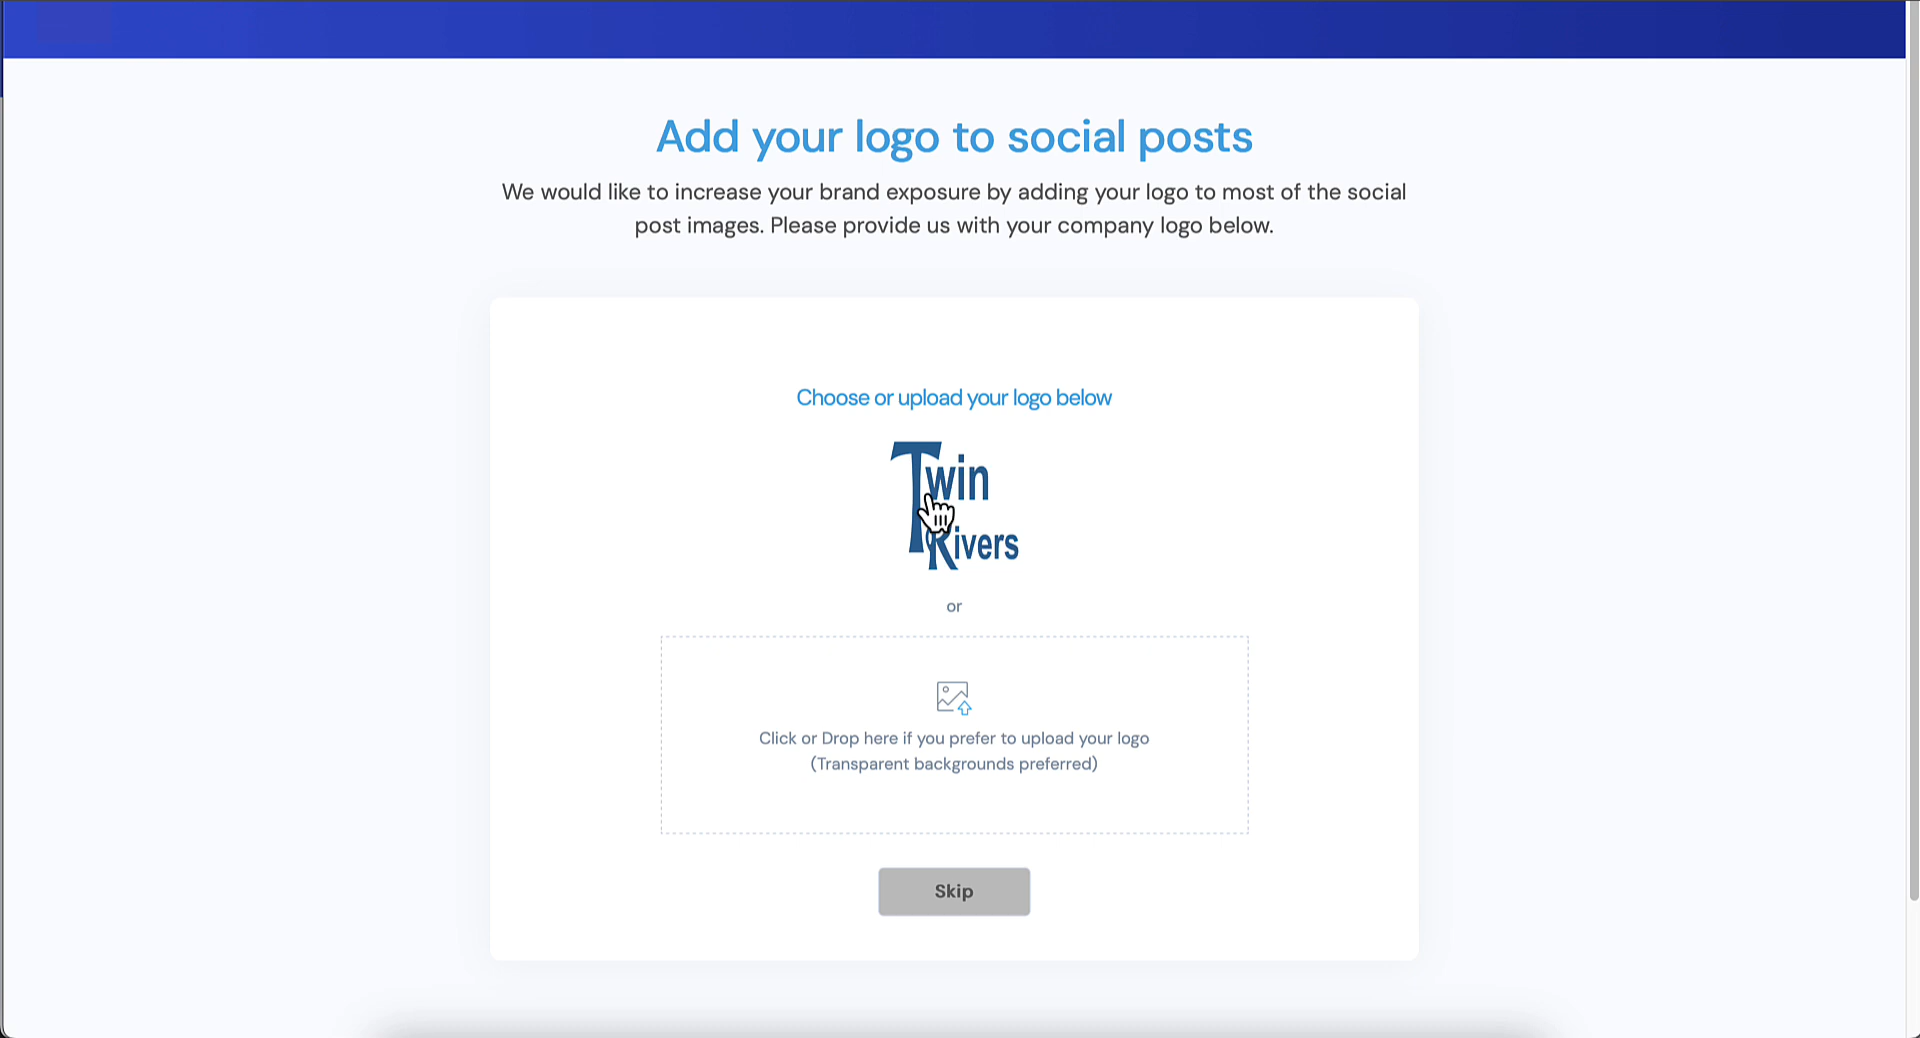 Add your logo to social posts
We would like to increase your brand exposure by adding your logo to most of the social
post images. Please provide us with your company logo below.
Choose or upload your logo below
Twin
Rivers
or
Click or Drop here if you prefer to upload your logo
(Transparent backgrounds preferred)
Skip